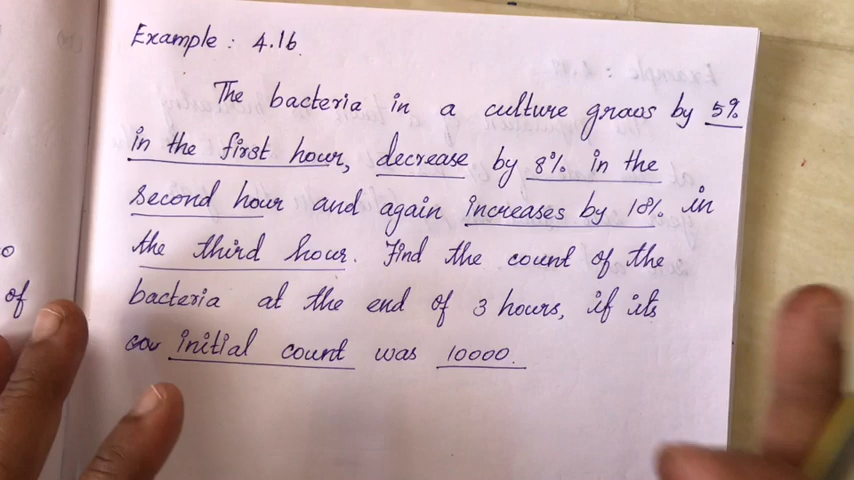 Example : 4.16
The bacteria in a culture grows by 5%
in the first hour, decrease by 8% in the
second hour and again increases by 10% in
the third hour. Find the count of the
bacteria at the end of 3 hours, if its
cou initial count was 10000.
o
of